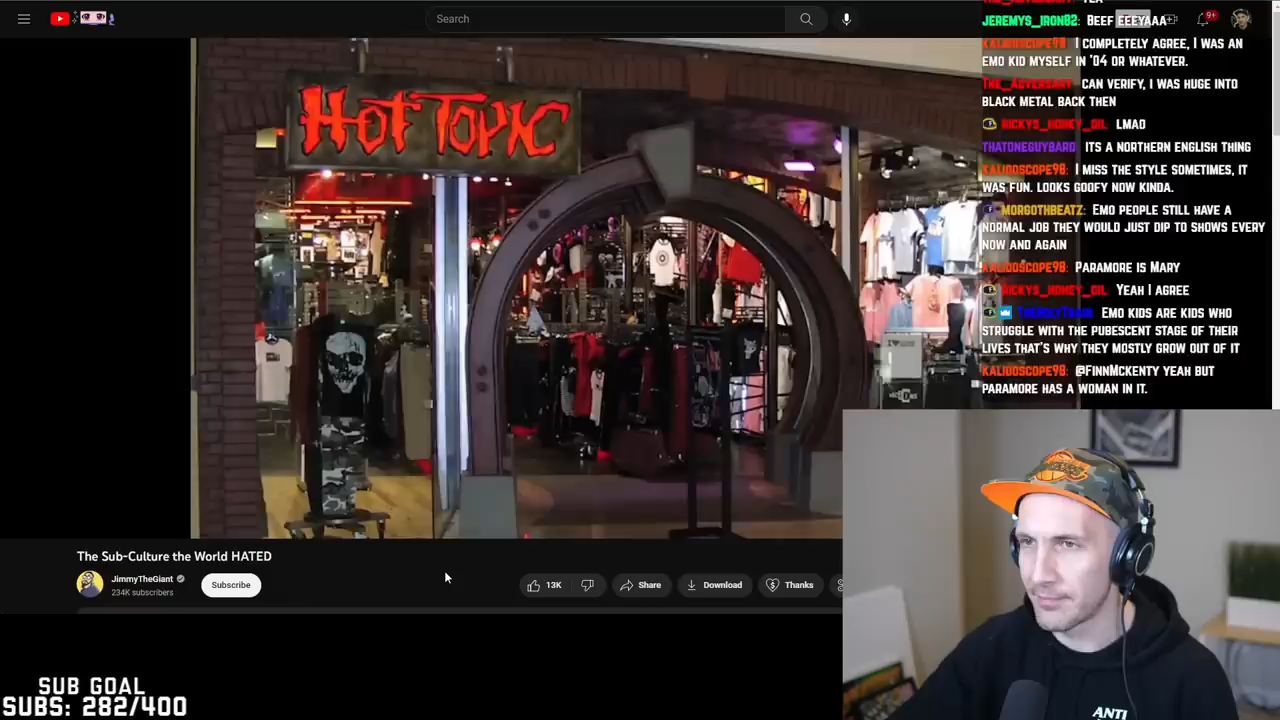 Search
9+
HOT TOPIC
JEREMYS_IRON82: BEEF EEEYAAA
KALIDOSCOPE98: I COMPLETELY AGREE, I WAS AN
EMO KID MYSELF IN '04 OR WHATEVER.
THE_ADVERSARY: CAN VERIFY, I WAS HUGE INTO
BLACK METAL BACK THEN
RICKYS_HONEY_OIL: LMAO
THATONEGUYBARD: ITS A NORTHERN ENGLISH THING
KALIDOSCOPE98: I MISS THE STYLE SOMETIMES, IT
WAS FUN. LOOKS GOOFY NOW KINDA.
MORGOTHBEATZ: EMO PEOPLE STILL HAVE A
NORMAL JOB THEY WOULD JUST DIP TO SHOWS EVERY
NOW AND AGAIN
KALIDOSCOPE98: PARAMORE IS MARY
RICKYS_HONEY_OIL: YEAH I AGREE
EMO KIDS ARE KIDS WHO
STRUGGLE WITH THE PUBESCENT STAGE OF THEIR
LIVES THAT'S WHY THEY MOSTLY GROW OUT OF IT
KALIDOSCOPE98: @FINNMCKENTY YEAH BUT
PARAMORE HAS A WOMAN IN IT.
The Sub-Culture the World HATED
JimmyTheGiant
234K subscribers
Subscribe
13K
Share
Download
Thanks
SUB GOAL
SUBS: 282/400
ANTI